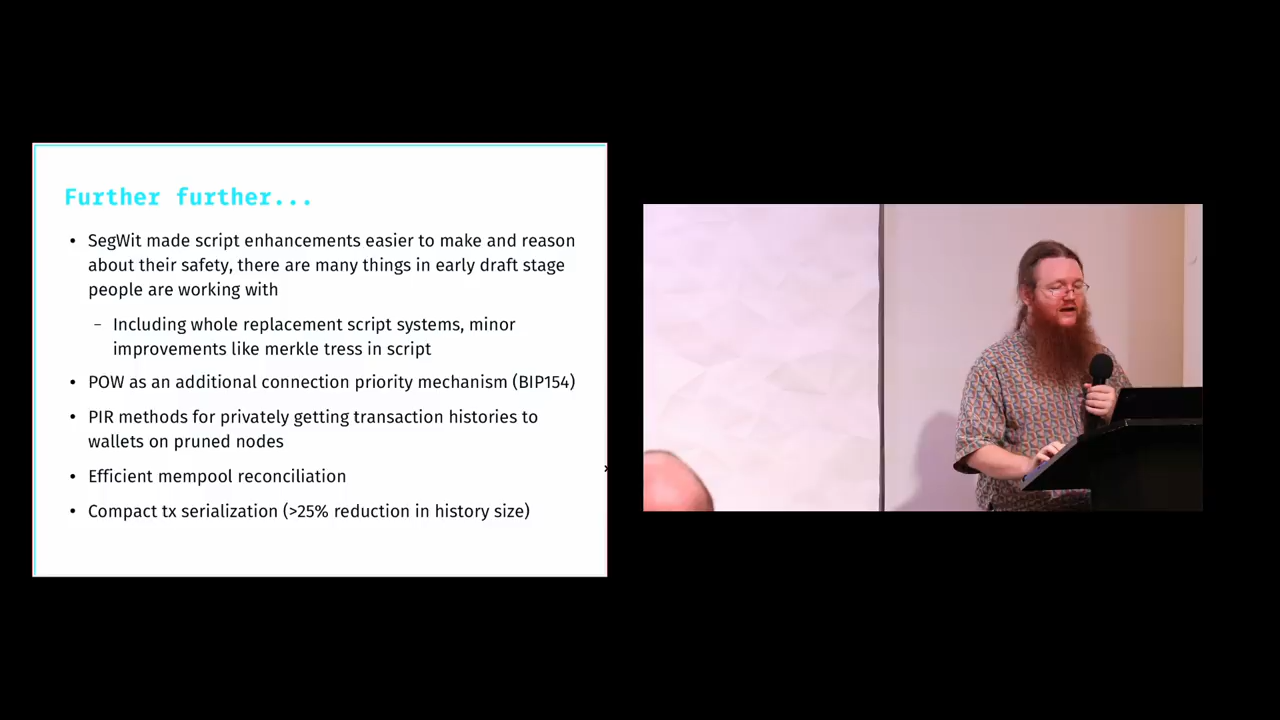 Further further...
• SegWit made script enhancements easier to make and reason
about their safety, there are many things in early draft stage
people are working with
– Including whole replacement script systems, minor
improvements like merkle tress in script
• POW as an additional connection priority mechanism (BIP154)
• PIR methods for privately getting transaction histories to
wallets on pruned nodes
• Efficient mempool reconciliation
• Compact tx serialization (>25% reduction in history size)